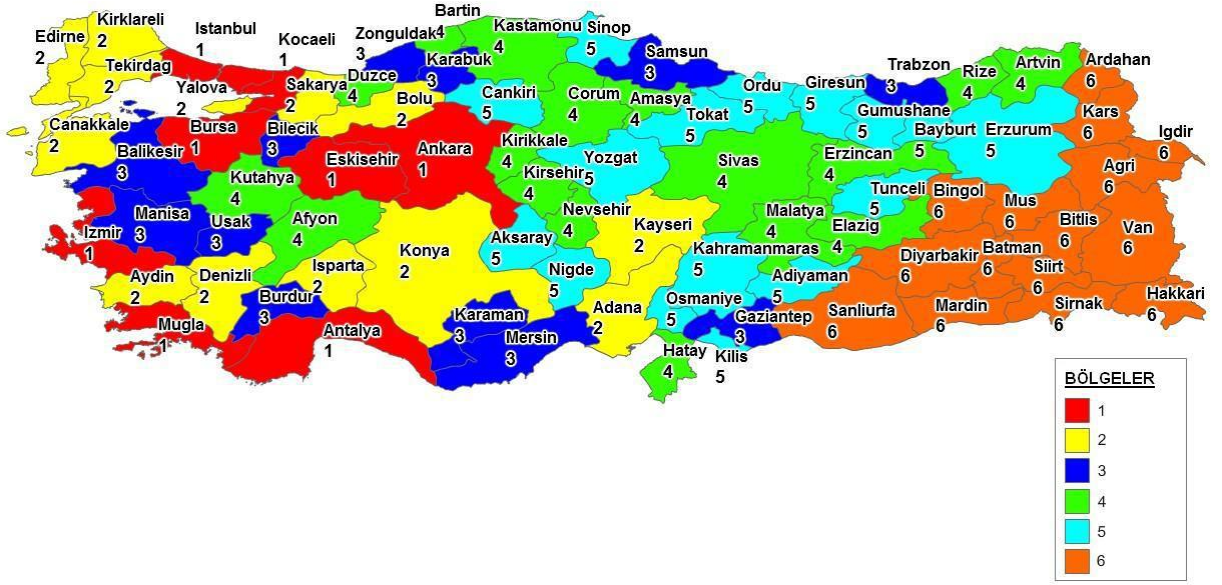 Bartin
4
Kirklareli
2
Istanbul
1
Kastamonu
4
Sinop
5
Edirne
2
Kocaeli
1
Zonguldak
3
Samsun
3
Karabuk
3
Tekirdag
2
Trabzon
3
Rize
4
Artvin
4
Ardahan
6
Yalova
2
Sakarya
2
Duzce
4
Bolu
2
Cankiri
5
Corum
4
Amasya
4
Ordu
5
Giresun
5
Gumushane
5
Kars
6
Canakkale
2
Bursa
1
Bilecik
3
Tokat
5
Bayburt
5
Erzurum
5
Igdir
6
Balikesir
3
Eskisehir
1
Ankara
1
Kirikkale
4
Yozgat
5
Sivas
4
Erzincan
4
Agri
6
Kutahya
4
Kirsehir
4
Tunceli
5
Bingol
6
Mus
6
Manisa
3
Usak
3
Afyon
4
Nevsehir
4
Kayseri
2
Malatya
4
Elazig
4
Bitlis
6
Van
6
Izmir
1
Aksaray
5
Konya
2
Kahramanmaras
5
Diyarbakir
6
Batman
6
Siirt
6
Aydin
2
Denizli
2
Isparta
2
Nigde
5
Adiyaman
5
Hakkari
6
Burdur
3
Karaman
3
Adana
2
Osmaniye
5
Gaziantep
3
Sanliurfa
6
Mardin
6
Sirnak
6
Mugla
1
Antalya
1
Mersin
3
Hatay
4
Kilis
5
BÖLGELER
1
2
3
4
5
6